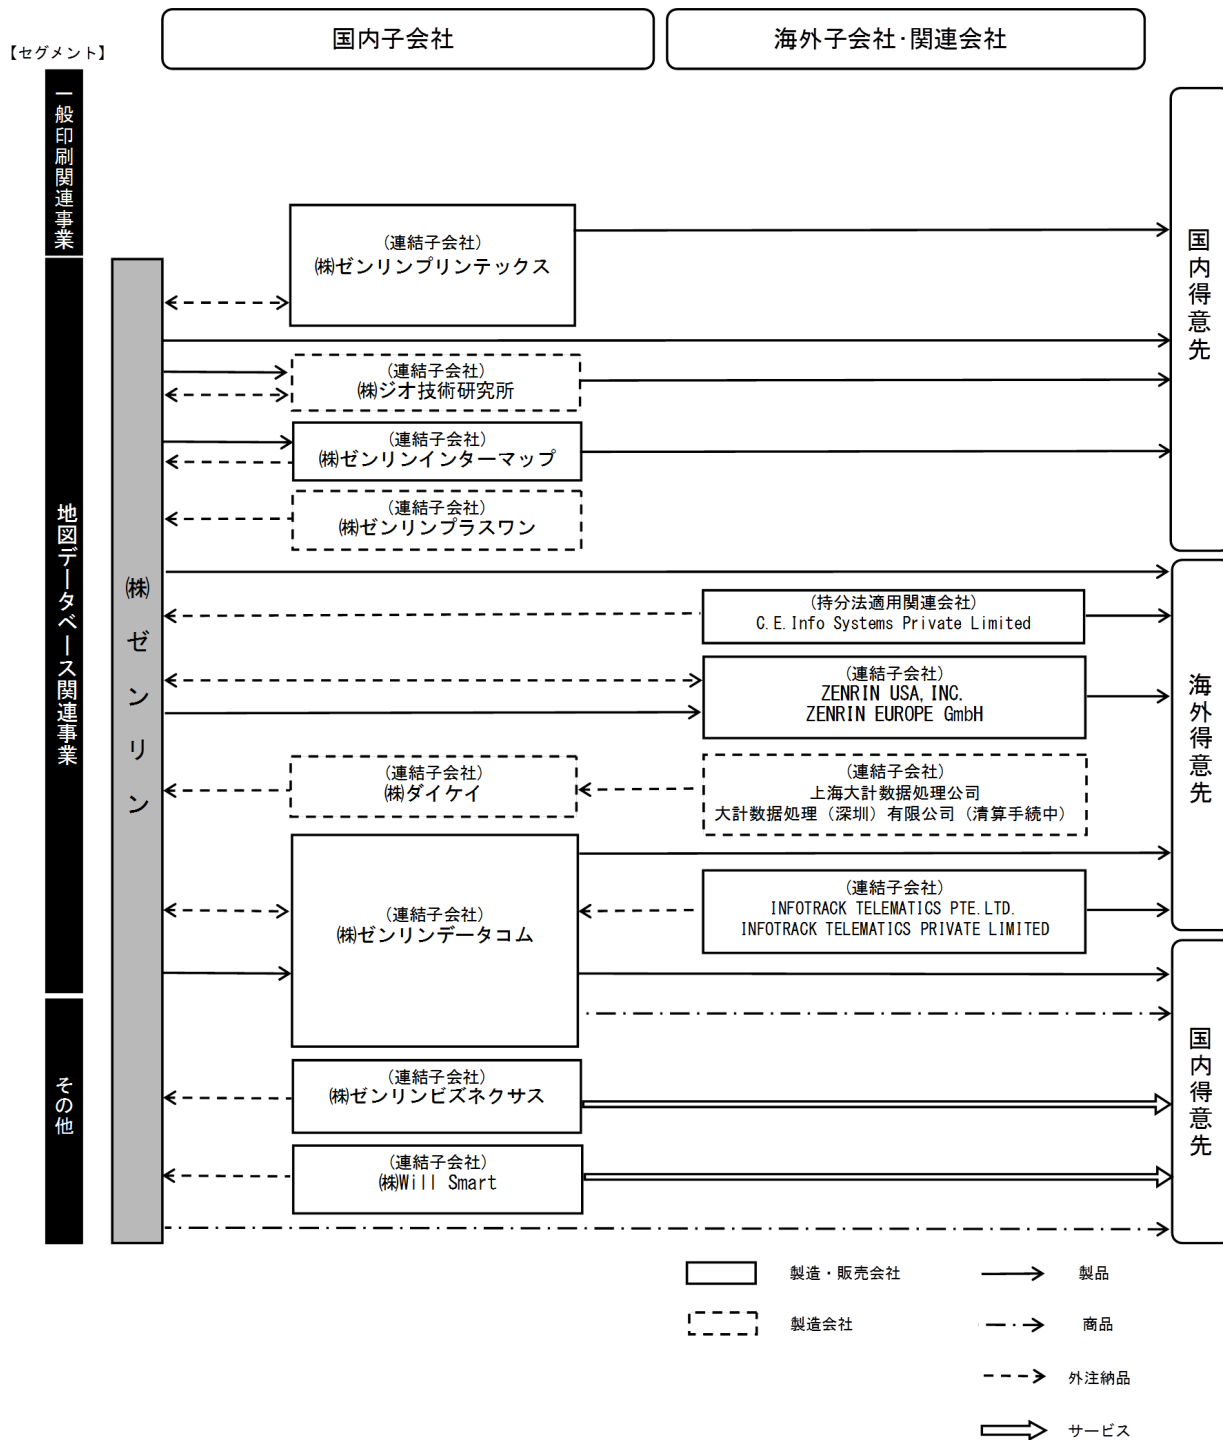 国内子会社
海外子会社・関連会社
【セグメント】
一般印刷関連事業
地図データベース関連事業
その他
㈱ゼンリン
(連結子会社)
㈱ゼンリンプリンテックス
(連結子会社)
㈱ジオ技術研究所
(連結子会社)
㈱ゼンリンインターマップ
(連結子会社)
㈱ゼンリンプラスワン
(持分法適用関連会社)
C.E.Info Systems Private Limited
(連結子会社)
ZENRIN USA,INC.
ZENRIN EUROPE GmbH
(連結子会社)
㈱ダイケイ
(連結子会社)
上海大計数据処理公司
大計数据処理（深圳）有限公司（清算手続中）
(連結子会社)
㈱ゼンリンデータコム
(連結子会社)
INFOTRACK TELEMATICS PTE.LTD.
INFOTRACK TELEMATICS PRIVATE LIMITED
(連結子会社)
㈱ゼンリンビズネクサス
(連結子会社)
㈱Will Smart
国内得意先
海外得意先
国内得意先
製造・販売会社
製品
製造会社
商品
外注納品
サービス